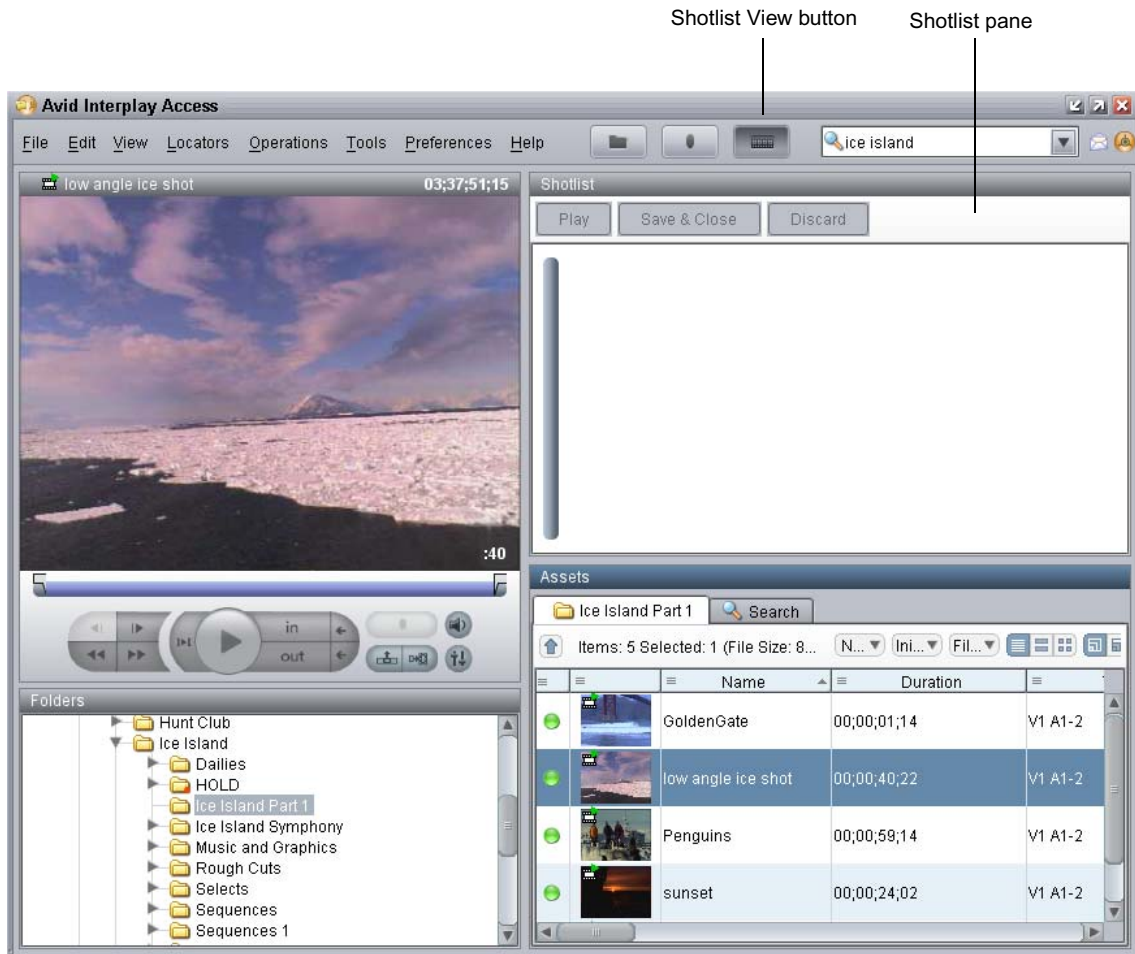 Shotlist View button
Shotlist pane
Avid Interplay Access
File Edit View Locators Operations Tools Preferences Help
ice island
low angle ice shot 03;37;51;15
Shotlist
Play Save & Close Discard
:40
in
out
Assets
Ice Island Part 1 Search
Items: 5 Selected: 1 (File Size: 8... N... Ini... Fil...
Name Duration
GoldenGate 00;00;01;14 V1 A1-2
low angle ice shot 00;00;40;22 V1 A1-2
Penguins 00;00;59;14 V1 A1-2
sunset 00;00;24;02 V1 A1-2
Folders
Hunt Club
Ice Island
Dailies
HOLD
Ice Island Part 1
Ice Island Symphony
Music and Graphics
Rough Cuts
Selects
Sequences
Sequences 1